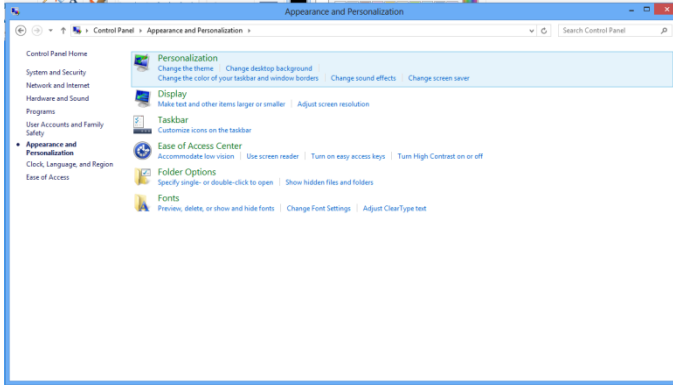 Appearance and Personalization
Control Panel › Appearance and Personalization ›
Search Control Panel
Control Panel Home
System and Security
Network and Internet
Hardware and Sound
Programs
User Accounts and Family
Safety
Appearance and
Personalization
Clock, Language, and Region
Ease of Access
Personalization
Change the theme | Change desktop background
Change the color of your taskbar and window borders | Change sound effects | Change screen saver
Display
Make text and other items larger or smaller | Adjust screen resolution
Taskbar
Customize icons on the taskbar
Ease of Access Center
Accommodate low vision | Use screen reader | Turn on easy access keys | Turn High Contrast on or off
Folder Options
Specify single- or double-click to open | Show hidden files and folders
Fonts
Preview, delete, or show and hide fonts | Change Font Settings | Adjust ClearType text